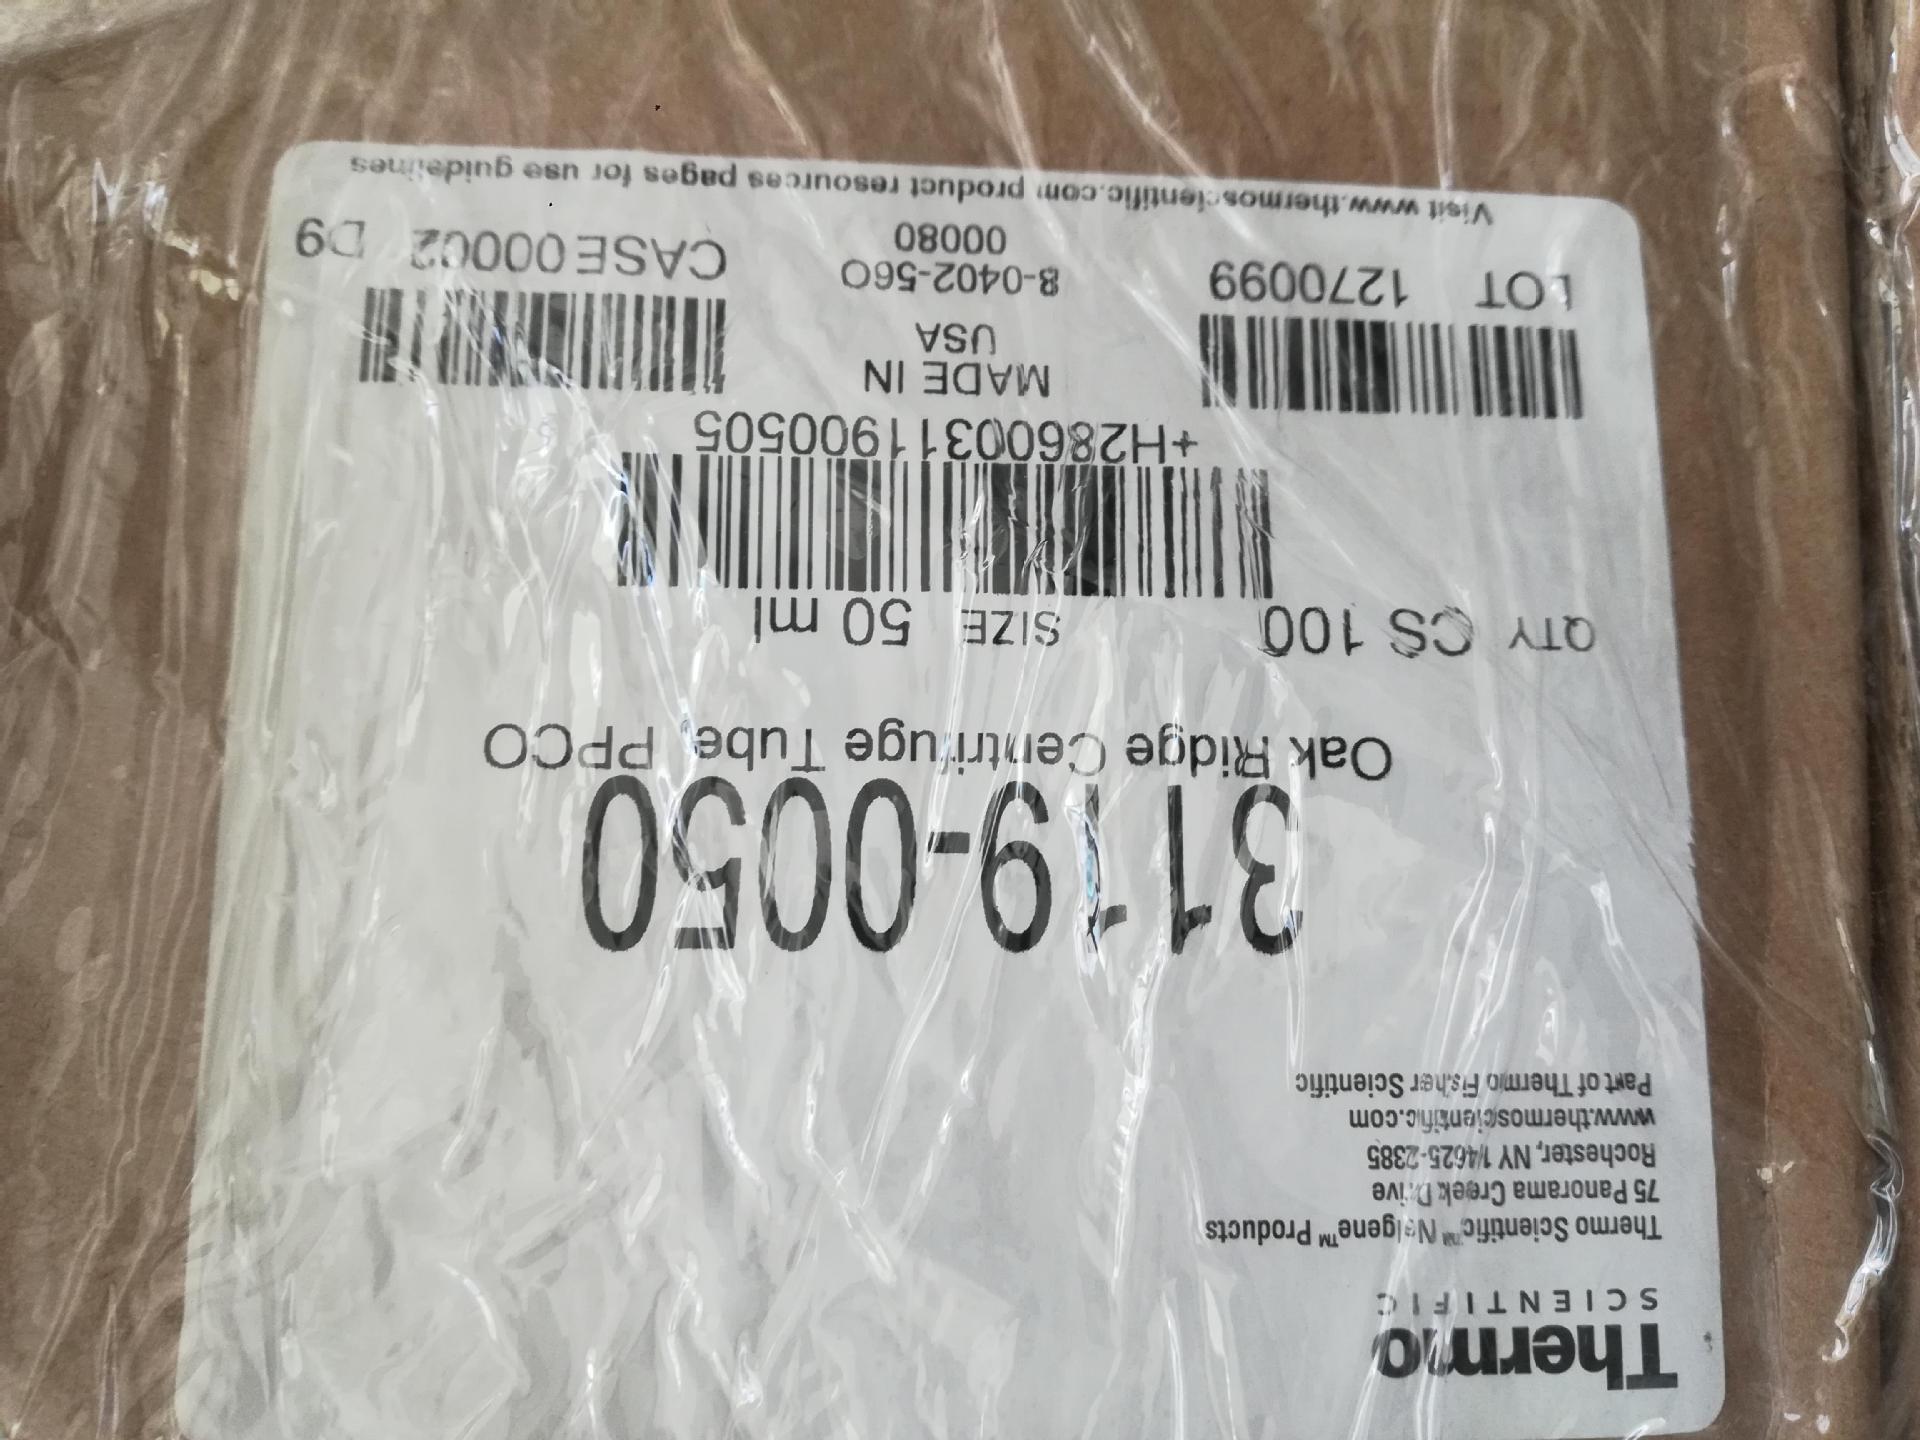 Thermo
SCIENTIFIC
Thermo Scientific™ Nalgene™ Products
75 Panorama Creek Drive
Rochester, NY 14625-2385
www.thermoscientific.com
Part of Thermo Fisher Scientific
3119-0050
Oak Ridge Centrifuge Tube, PPCO
QTY CS 100 SIZE 50 ml
+H28600311900505
MADE IN
USA
LOT 1270099
8-0402-56O
00080
CASE 00002 D9
Visit www.thermoscientific.com product resources pages for use guidelines